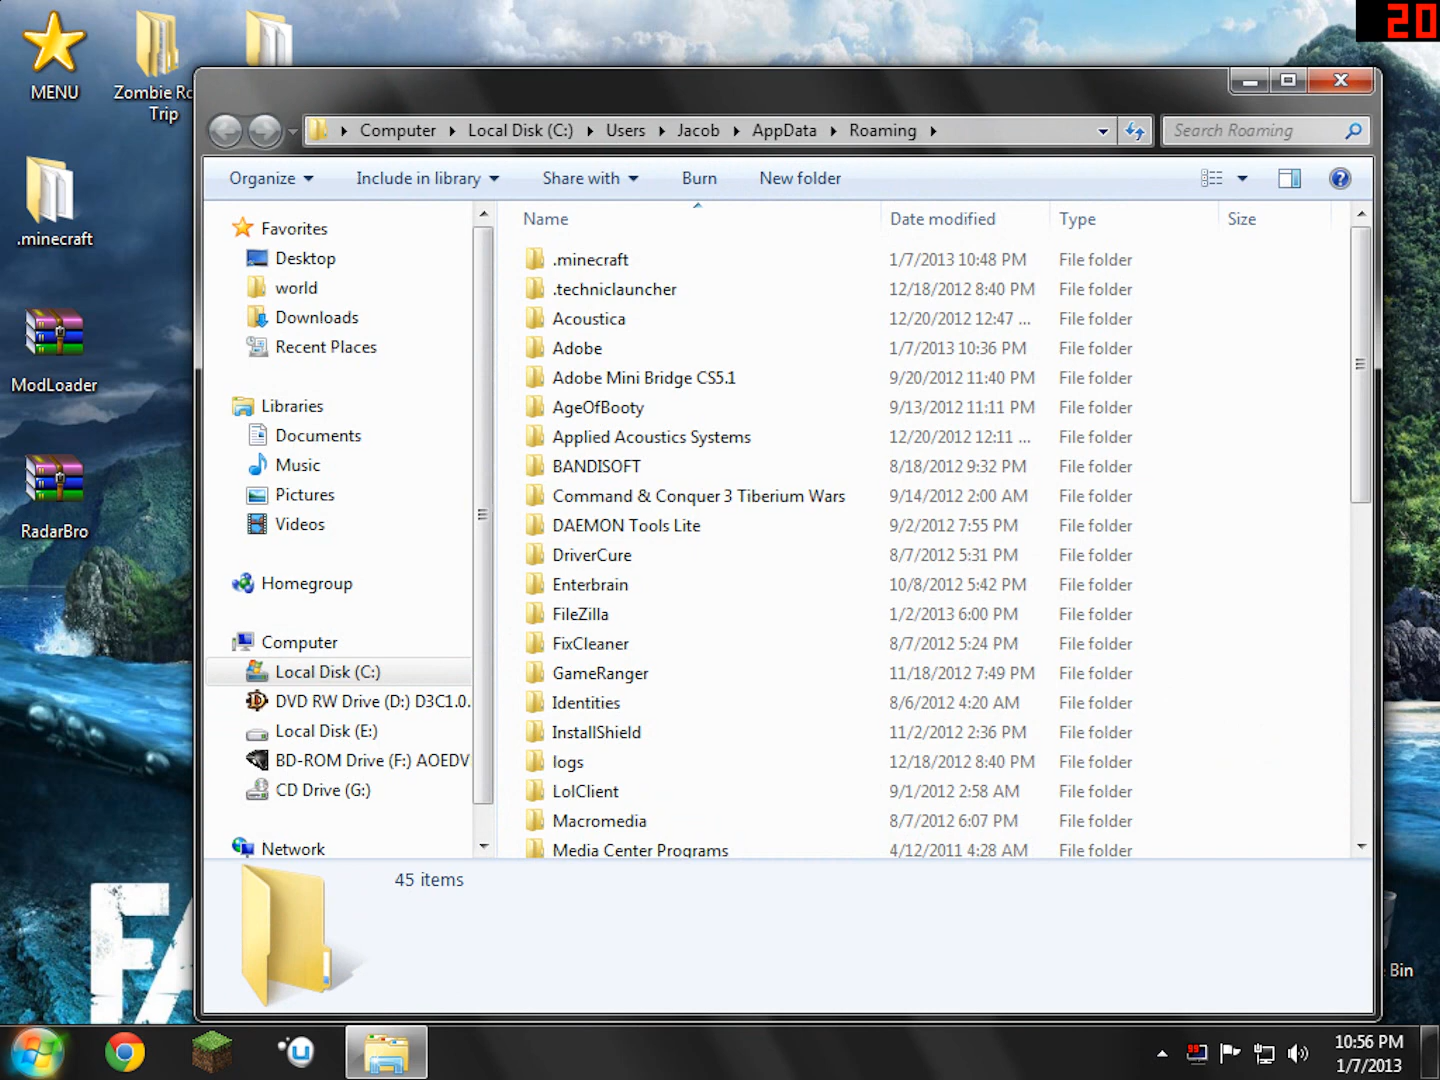 20
MENU
Zombie Ro
Trip
.minecraft
ModLoader
RadarBro
Computer Local Disk (C:) Users Jacob AppData Roaming
Search Roaming
Organize Include in library Share with Burn New folder
Favorites
Desktop
world
Downloads
Recent Places
Libraries
Documents
Music
Pictures
Videos
Homegroup
Computer
Local Disk (C:)
DVD RW Drive (D:) D3C1.0.
Local Disk (E:)
BD-ROM Drive (F:) AOEDV
CD Drive (G:)
Network
Name Date modified Type Size
.minecraft 1/7/2013 10:48 PM File folder
.techniclauncher 12/18/2012 8:40 PM File folder
Acoustica 12/20/2012 12:47 ... File folder
Adobe 1/7/2013 10:36 PM File folder
Adobe Mini Bridge CS5.1 9/20/2012 11:40 PM File folder
AgeOfBooty 9/13/2012 11:11 PM File folder
Applied Acoustics Systems 12/20/2012 12:11 ... File folder
BANDISOFT 8/18/2012 9:32 PM File folder
Command & Conquer 3 Tiberium Wars 9/14/2012 2:00 AM File folder
DAEMON Tools Lite 9/2/2012 7:55 PM File folder
DriverCure 8/7/2012 5:31 PM File folder
Enterbrain 10/8/2012 5:42 PM File folder
FileZilla 1/2/2013 6:00 PM File folder
FixCleaner 8/7/2012 5:24 PM File folder
GameRanger 11/18/2012 7:49 PM File folder
Identities 8/6/2012 4:20 AM File folder
InstallShield 11/2/2012 2:36 PM File folder
logs 12/18/2012 8:40 PM File folder
LolClient 9/1/2012 2:58 AM File folder
Macromedia 8/7/2012 6:07 PM File folder
Media Center Programs 4/12/2011 4:28 AM File folder
45 items
FA
Bin
99
10:56 PM
1/7/2013